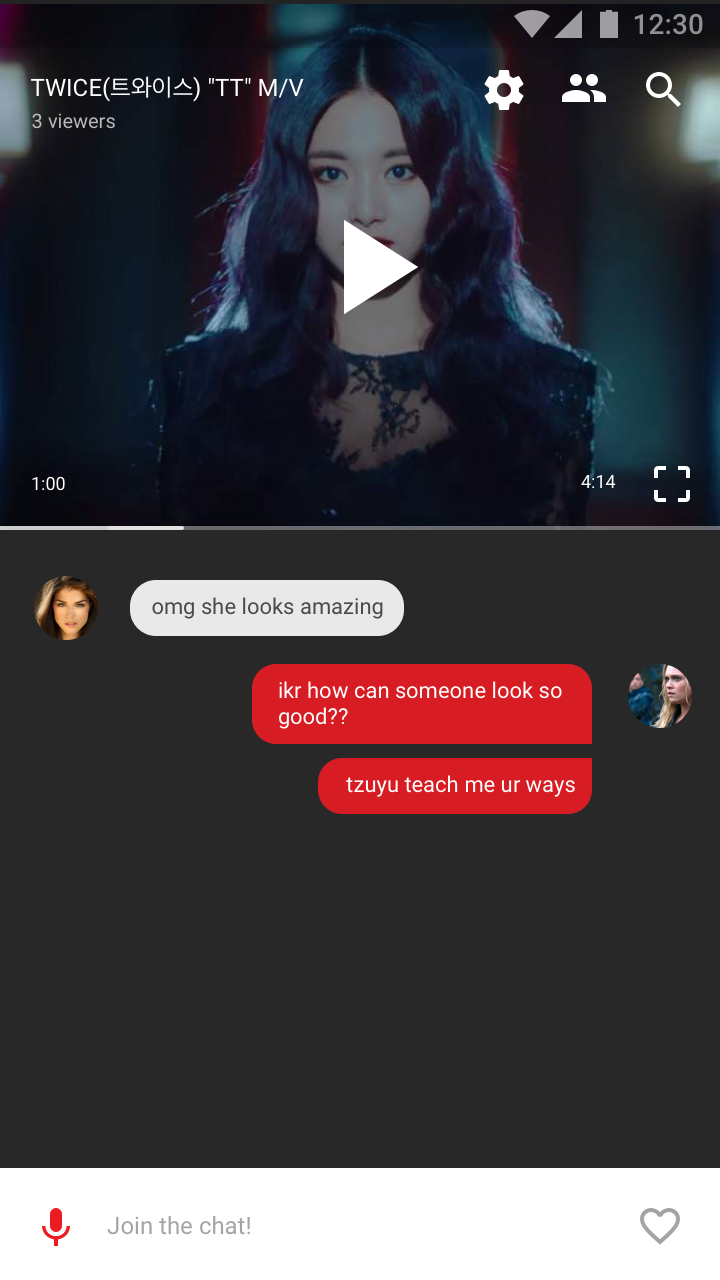 12:30
TWICE(트와이스) "TT" M/V
3 viewers
1:00
4:14
omg she looks amazing
ikr how can someone look so
good??
tzuyu teach me ur ways
Join the chat!